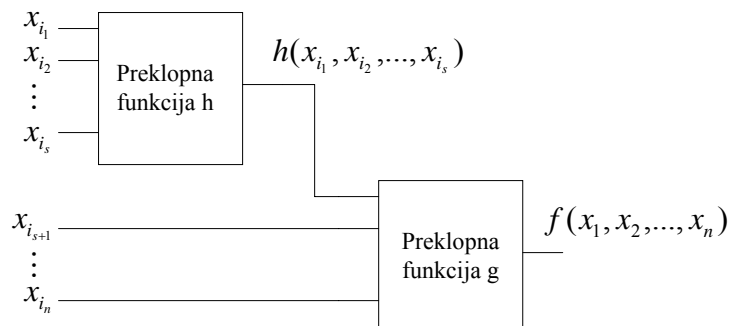 x_{i_1}
x_{i_2}
⋮
x_{i_s}
Preklopna
funkcija h
h(x_{i_1}, x_{i_2},..., x_{i_s})
x_{i_{s+1}}
⋮
x_{i_n}
Preklopna
funkcija g
f(x_1, x_2,..., x_n)